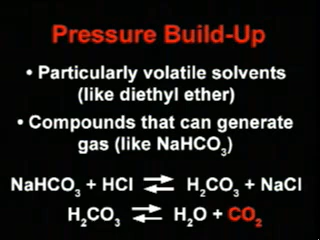 Pressure Build-Up
• Particularly volatile solvents
(like diethyl ether)
• Compounds that can generate
gas (like NaHCO₃)
NaHCO₃ + HCl ⇌ H₂CO₃ + NaCl
H₂CO₃ ⇌ H₂O + CO₂